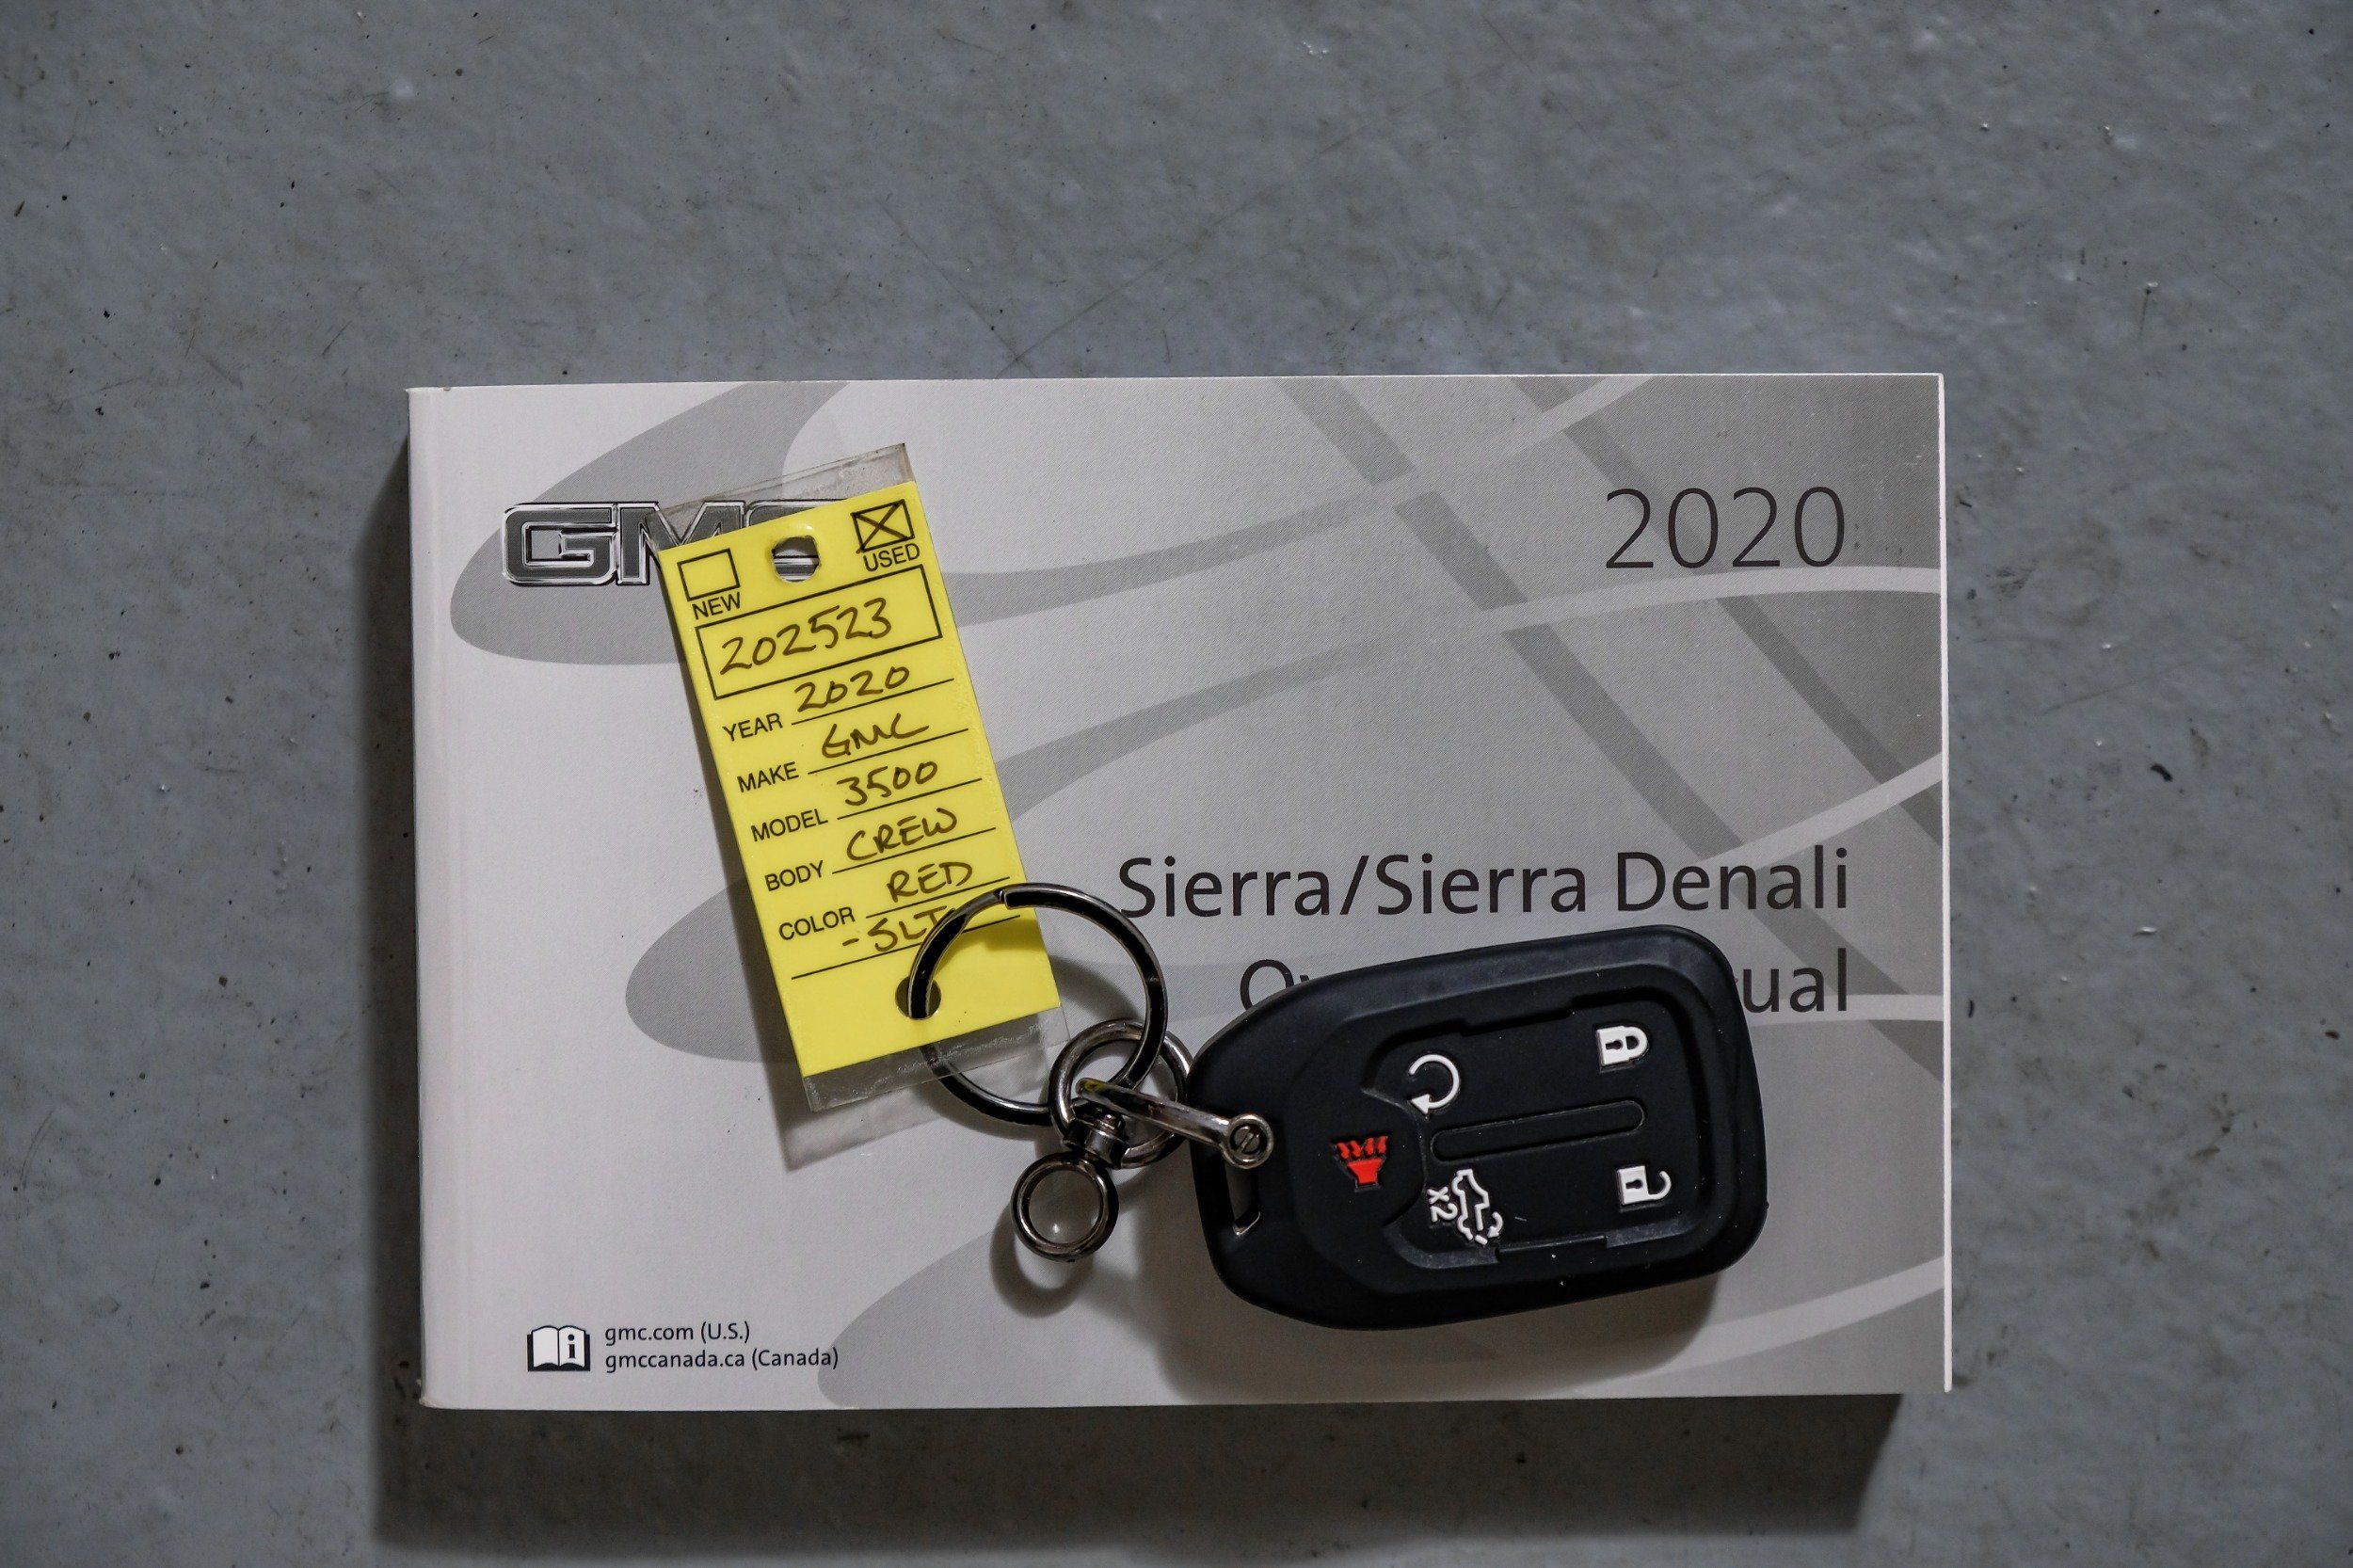 GMC
2020
NEW
USED
202523
YEAR 2020
MAKE GMC
MODEL 3500
BODY CREW
COLOR RED
Sierra/Sierra Denali
X2
gmc.com (U.S.)
gmccanada.ca (Canada)